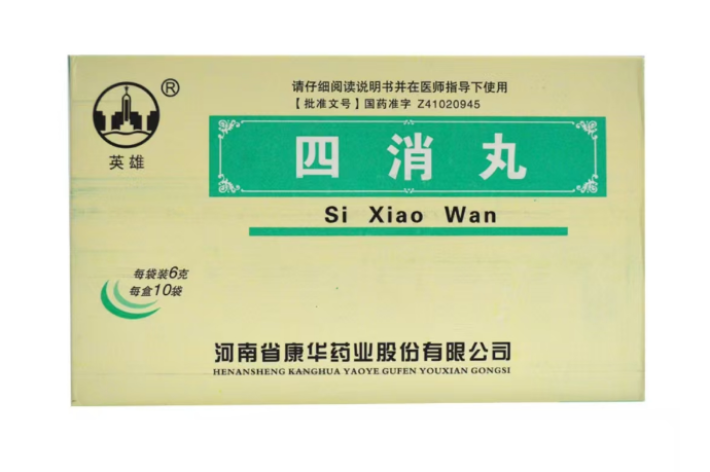 ®
英雄
请仔细阅读说明书并在医师指导下使用
【批准文号】国药准字 Z41020945
四消丸
Si Xiao Wan
每袋装6克
每盒10袋
河南省康华药业股份有限公司
HENANSHENG KANGHUA YAOYE GUFEN YOUXIAN GONGSI